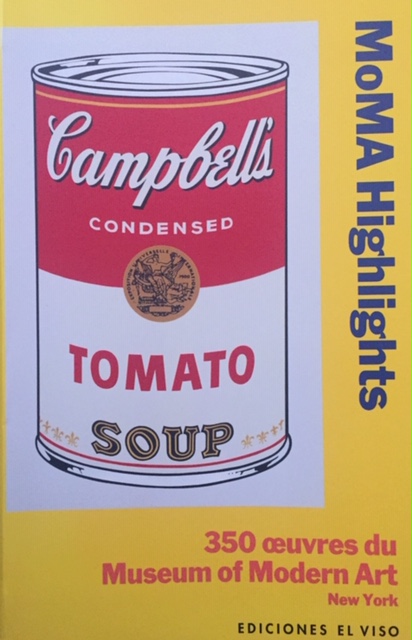 MoMA Highlights
Campbell's
CONDENSED
TOMATO
SOUP
350 œuvres du
Museum of Modern Art
New York
EDICIONES EL VISO